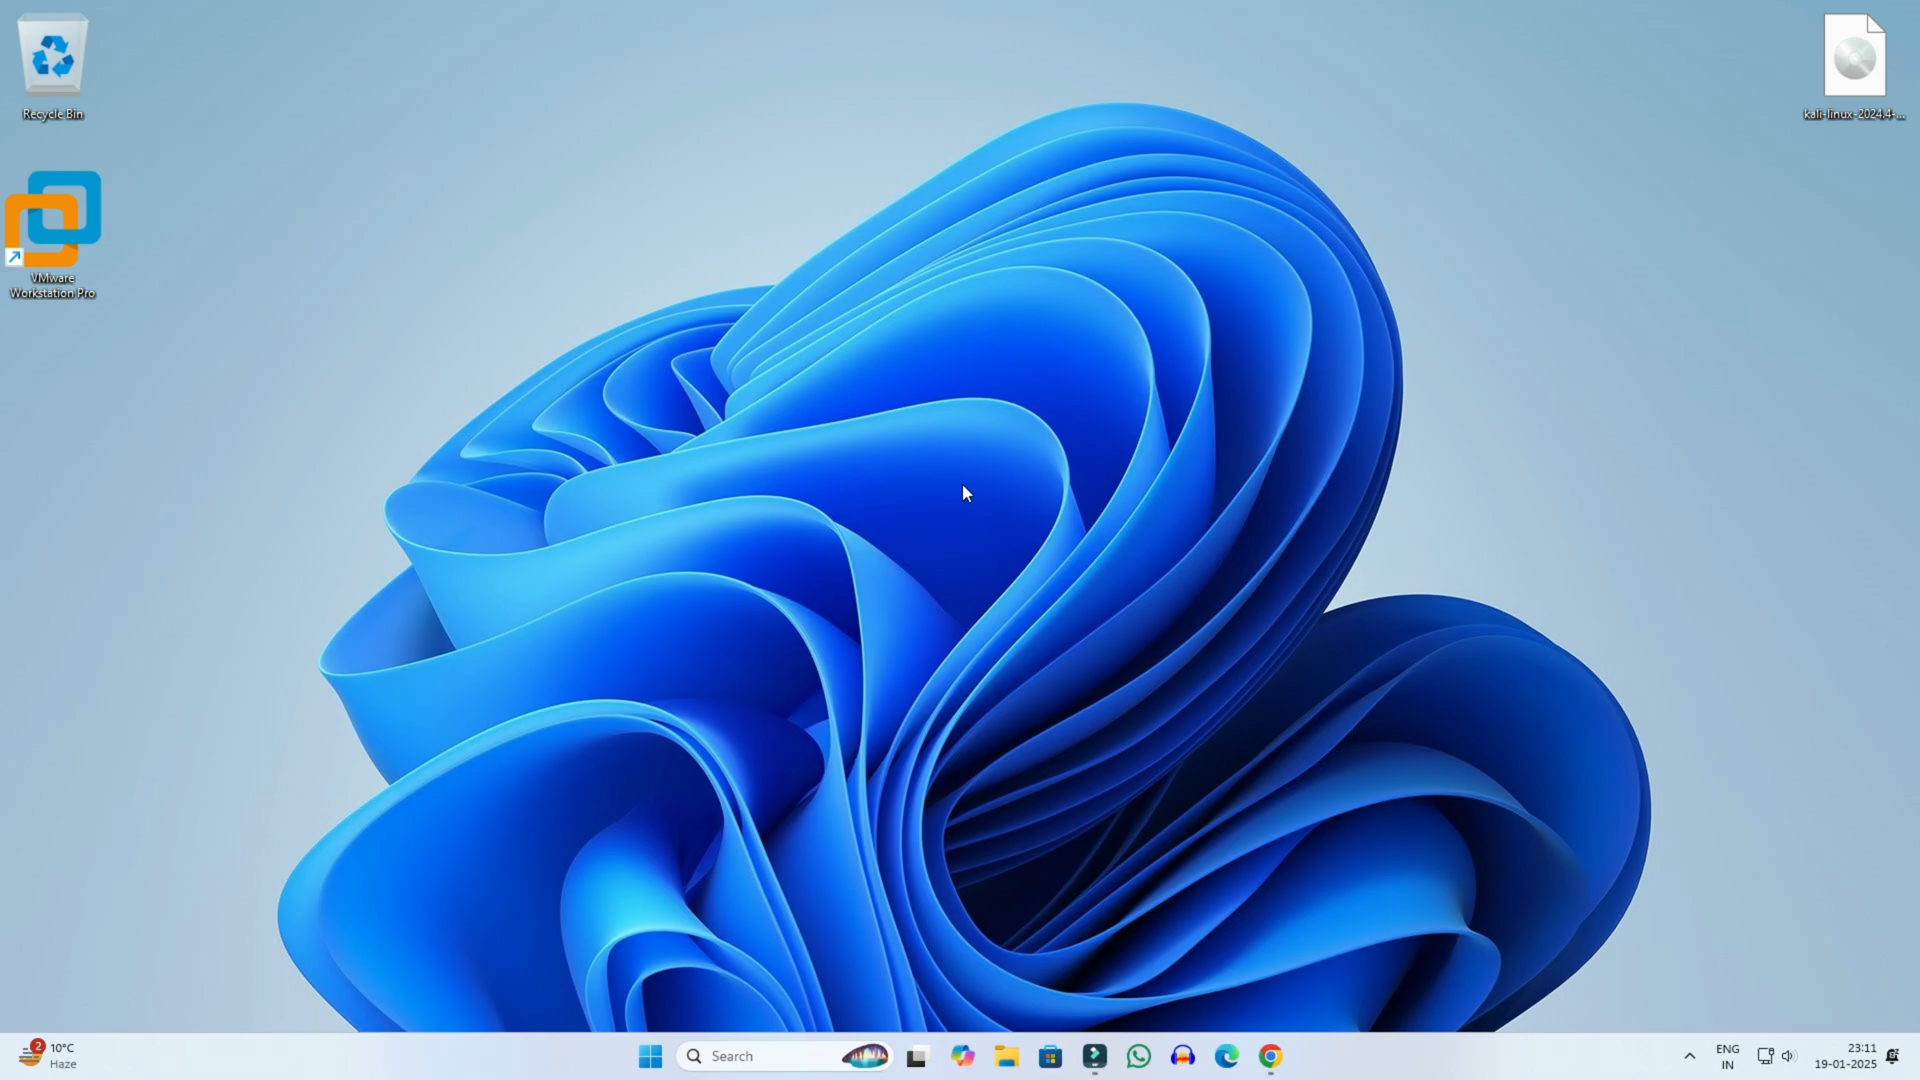 Recycle Bin
kali-linux-2024.4-...
VMware
Workstation Pro
2
10°C
Haze
Search
ENG
IN
23:11
19-01-2025